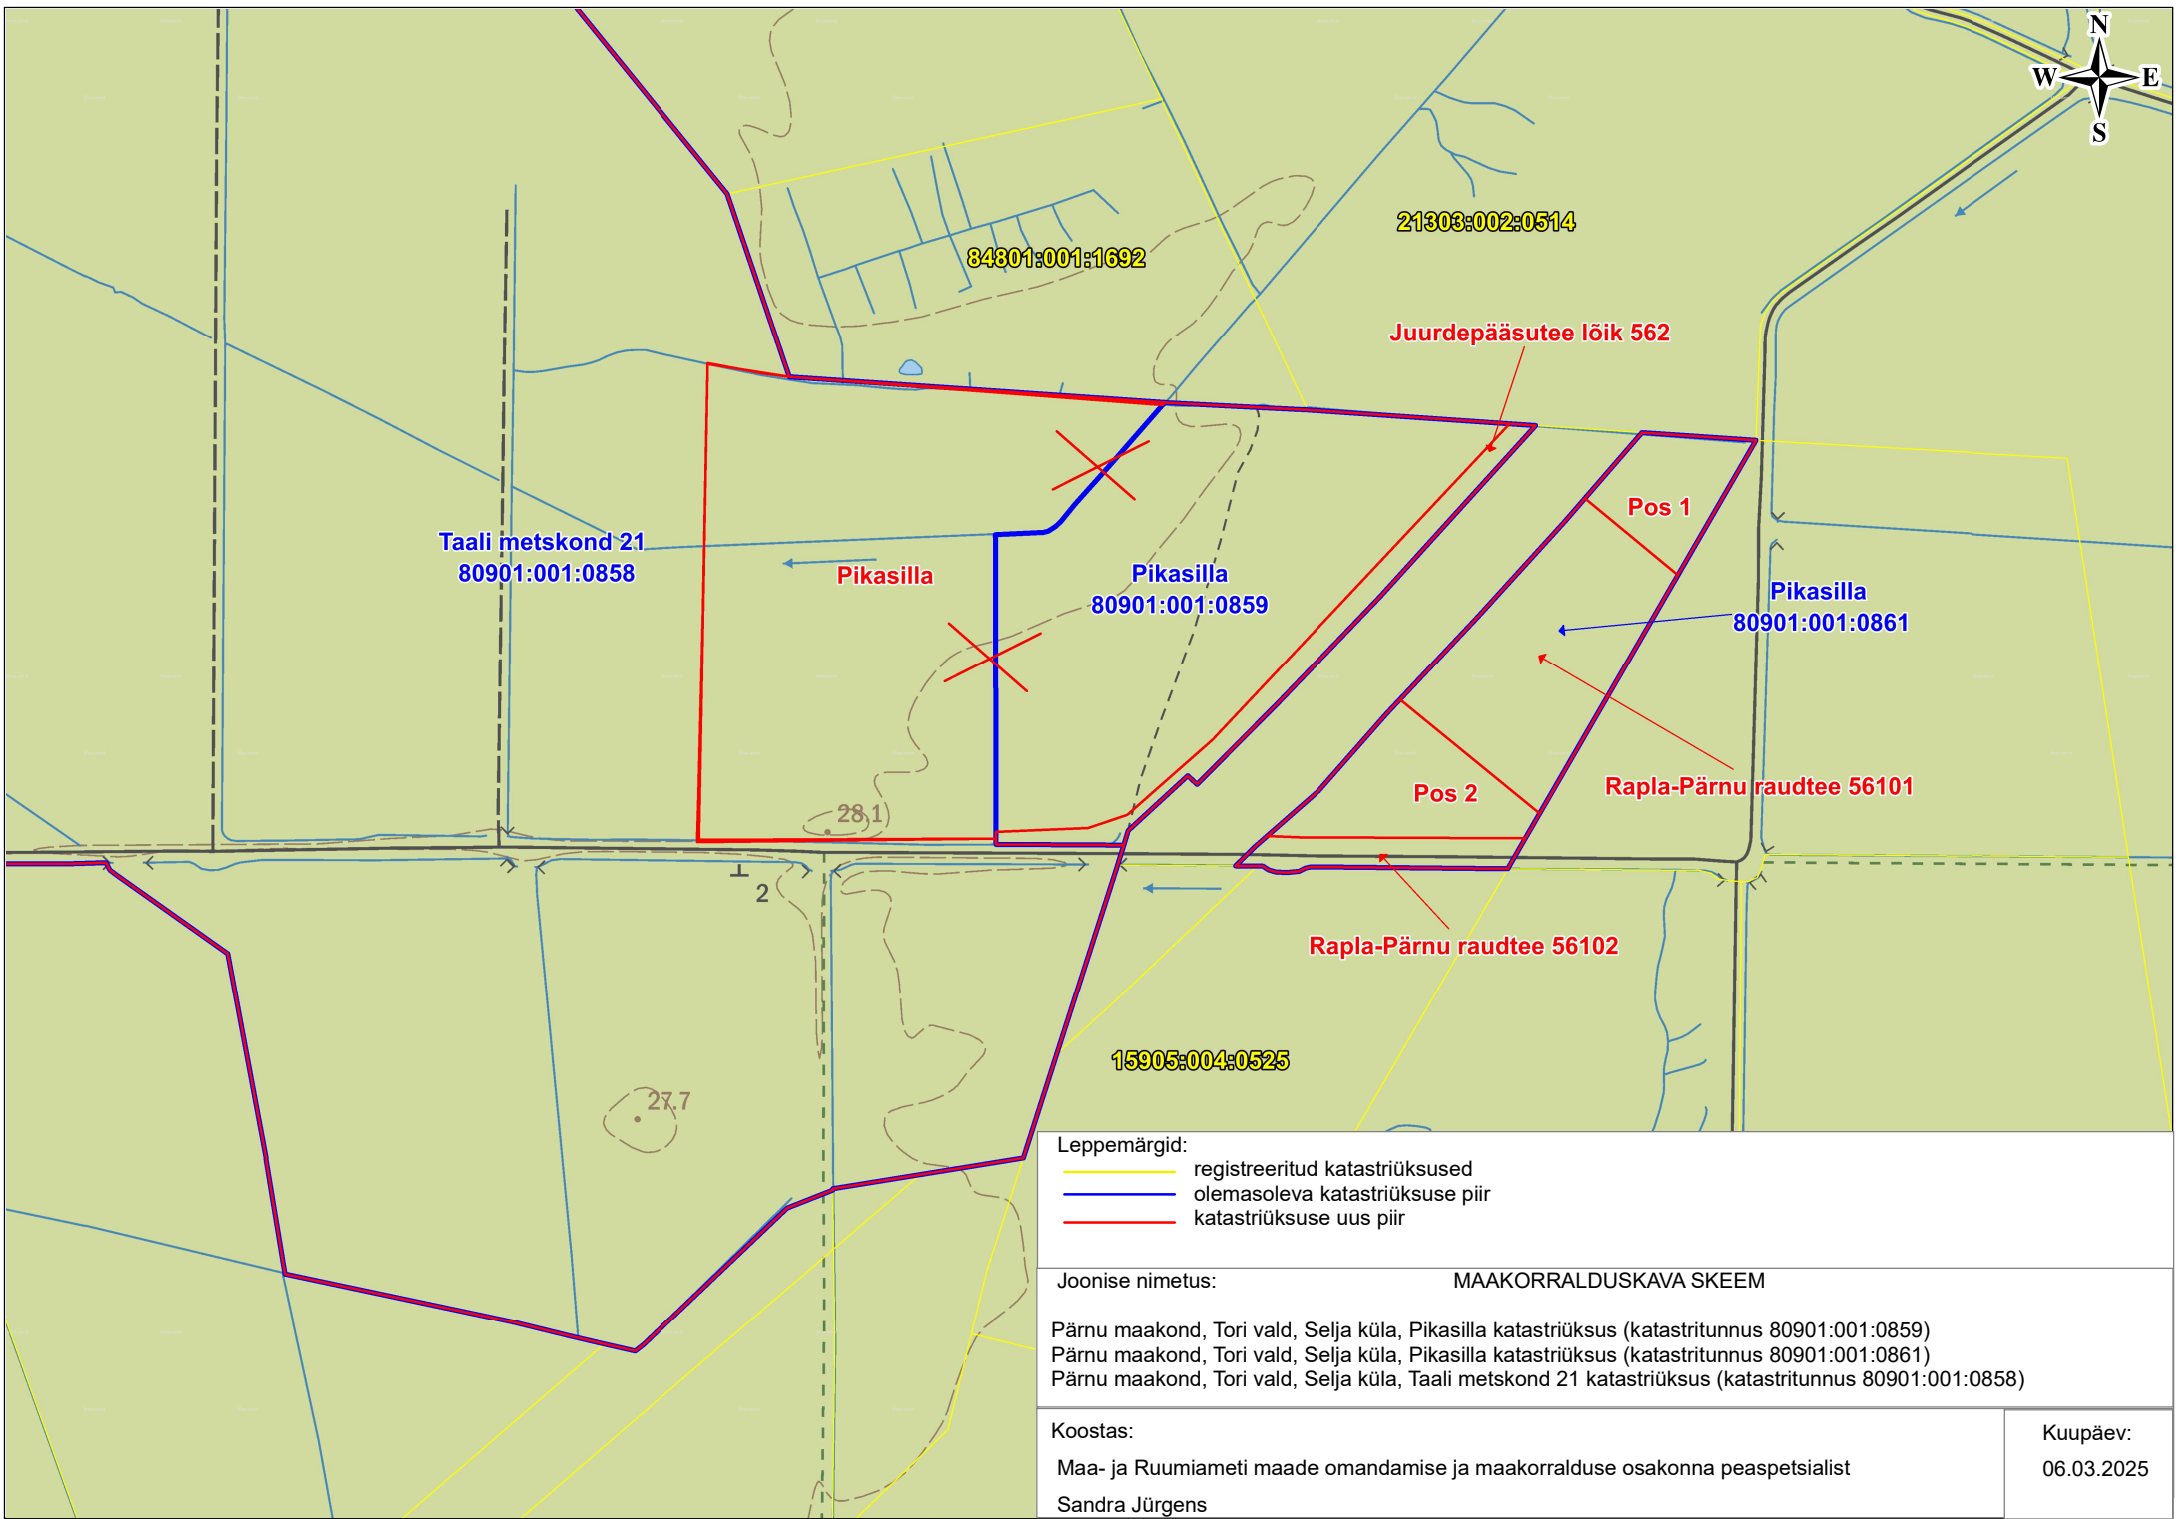 N
W E
S
21303:002:0514
84801:001:1692
Juurdepääsutee lõik 562
Pos 1
Taali metskond 21
80901:001:0858
Pikasilla
Pikasilla
80901:001:0859
Pikasilla
80901:001:0861
Rapla-Pärnu raudtee 56101
Pos 2
28.1
2
Rapla-Pärnu raudtee 56102
15905:004:0525
27.7
Leppemärgid:
registreeritud katastriüksused
olemasoleva katastriüksuse piir
katastriüksuse uus piir
Joonise nimetus: MAAKORRALDUSKAVA SKEEM
Pärnu maakond, Tori vald, Selja küla, Pikasilla katastriüksus (katastritunnus 80901:001:0859)
Pärnu maakond, Tori vald, Selja küla, Pikasilla katastriüksus (katastritunnus 80901:001:0861)
Pärnu maakond, Tori vald, Selja küla, Taali metskond 21 katastriüksus (katastritunnus 80901:001:0858)
Koostas:
Maa- ja Ruumiameti maade omandamise ja maakorralduse osakonna peaspetsialist
Sandra Jürgens
Kuupäev:
06.03.2025